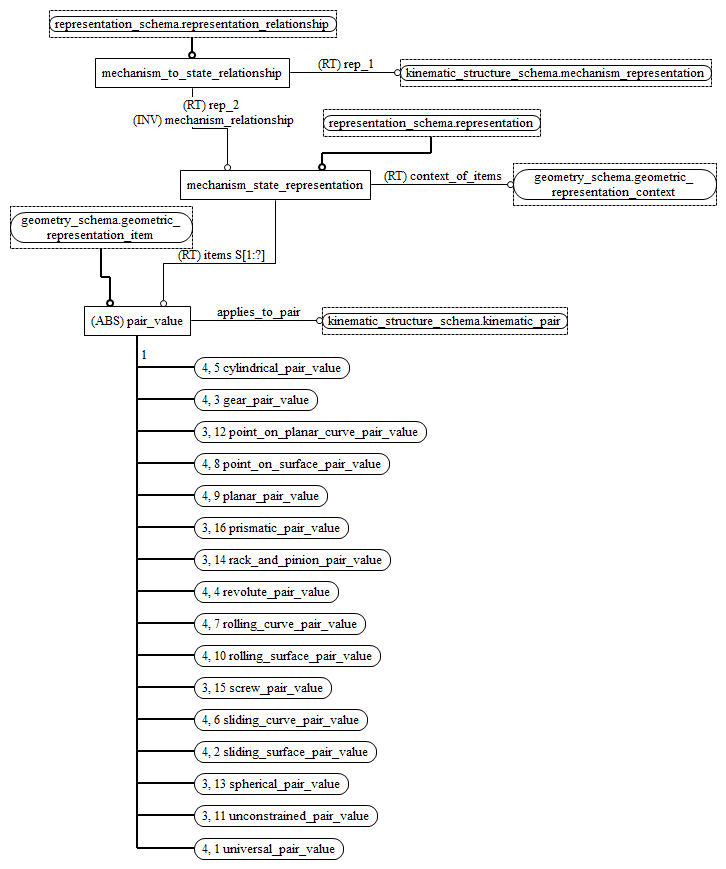 representation_schema.representation_relationship
mechanism_to_state_relationship
(RT) rep_1
kinematic_structure_schema.mechanism_representation
(RT) rep_2
(INV) mechanism_relationship
representation_schema.representation
mechanism_state_representation
(RT) context_of_items
geometry_schema.geometric_
representation_context
geometry_schema.geometric_
representation_item
(RT) items S[1:?]
(ABS) pair_value
applies_to_pair
kinematic_structure_schema.kinematic_pair
1
4, 5 cylindrical_pair_value
4, 3 gear_pair_value
3, 12 point_on_planar_curve_pair_value
4, 8 point_on_surface_pair_value
4, 9 planar_pair_value
3, 16 prismatic_pair_value
3, 14 rack_and_pinion_pair_value
4, 4 revolute_pair_value
4, 7 rolling_curve_pair_value
4, 10 rolling_surface_pair_value
3, 15 screw_pair_value
4, 6 sliding_curve_pair_value
4, 2 sliding_surface_pair_value
3, 13 spherical_pair_value
3, 11 unconstrained_pair_value
4, 1 universal_pair_value